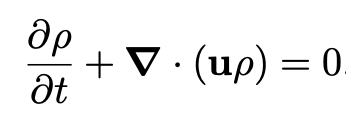 ∂ρ/∂t + ∇ · (𝐮ρ) = 0.